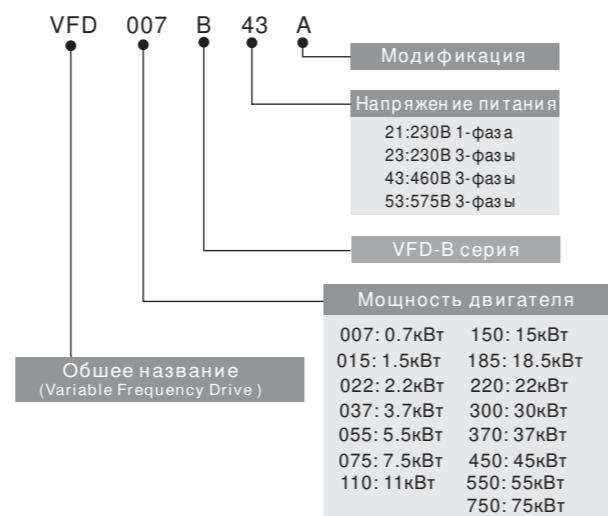 VFD 007 B 43 A
Модификация
Напряжение питания
21:230В 1-фаза
23:230В 3-фазы
43:460В 3-фазы
53:575В 3-фазы
VFD-B серия
Мощность двигателя
007: 0.7кВт 150: 15кВт
015: 1.5кВт 185: 18.5кВт
022: 2.2кВт 220: 22кВт
037: 3.7кВт 300: 30кВт
055: 5.5кВт 370: 37кВт
075: 7.5кВт 450: 45кВт
110: 11кВт 550: 55кВт
750: 75кВт
Обшее название
(Variable Frequency Drive )